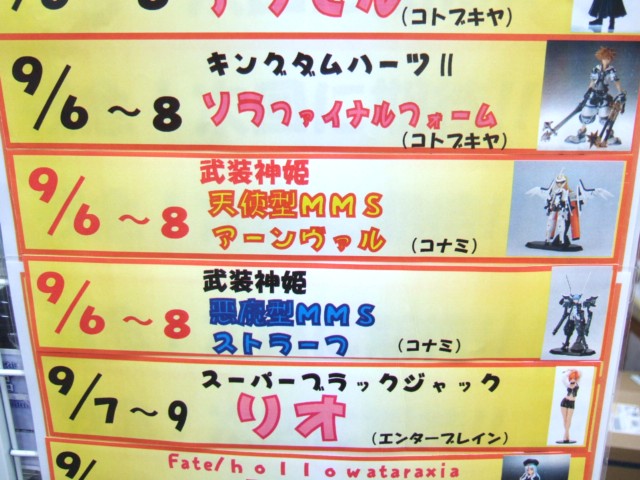 (コトブキヤ)
9/6～8
キングダムハーツⅡ
ソラファイナルフォーム
(コトブキヤ)
9/6～8
武装神姫
天使型MMS
アーンヴァル
(コナミ)
9/6～8
武装神姫
悪魔型MMS
ストラーフ
(コナミ)
9/7～9
スーパーブラックジャック
リオ
(エンターブレイン)
9/
Fate/hollowataraxia